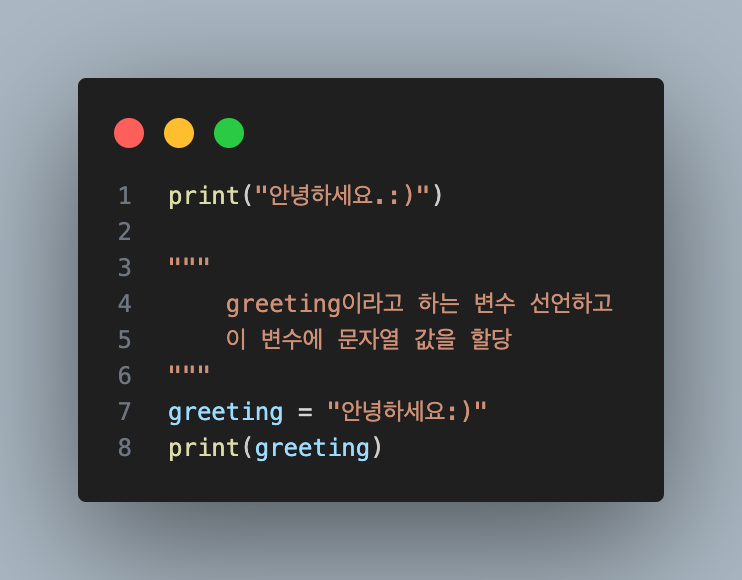 1 print("안녕하세요.:)")
2
3 """
4     greeting이라고 하는 변수 선언하고
5     이 변수에 문자열 값을 할당
6 """
7 greeting = "안녕하세요:)"
8 print(greeting)